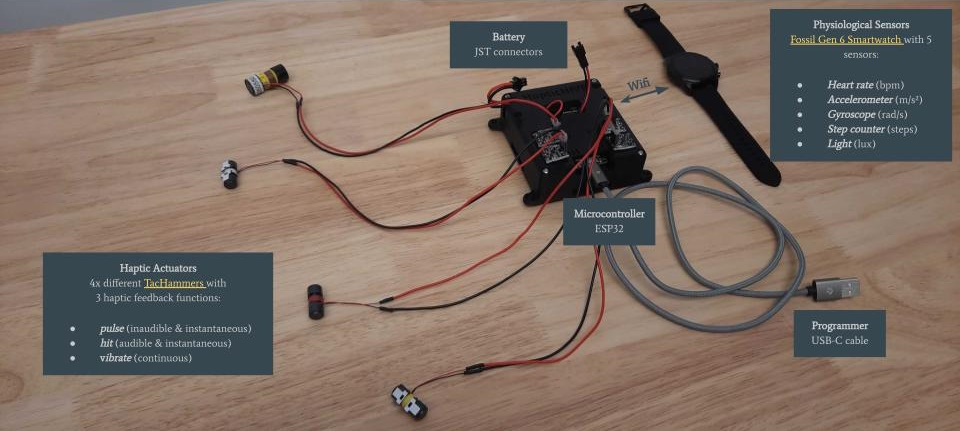 Battery
JST connectors
Physiological Sensors
Fossil Gen 6 Smartwatch with 5
sensors:
● Heart rate (bpm)
● Accelerometer (m/s²)
● Gyroscope (rad/s)
● Step counter (steps)
● Light (lux)
Wifi
Microcontroller
ESP32
Haptic Actuators
4x different TacHammers with
3 haptic feedback functions:
● pulse (inaudible & instantaneous)
● hit (audible & instantaneous)
● vibrate (continuous)
Programmer
USB-C cable